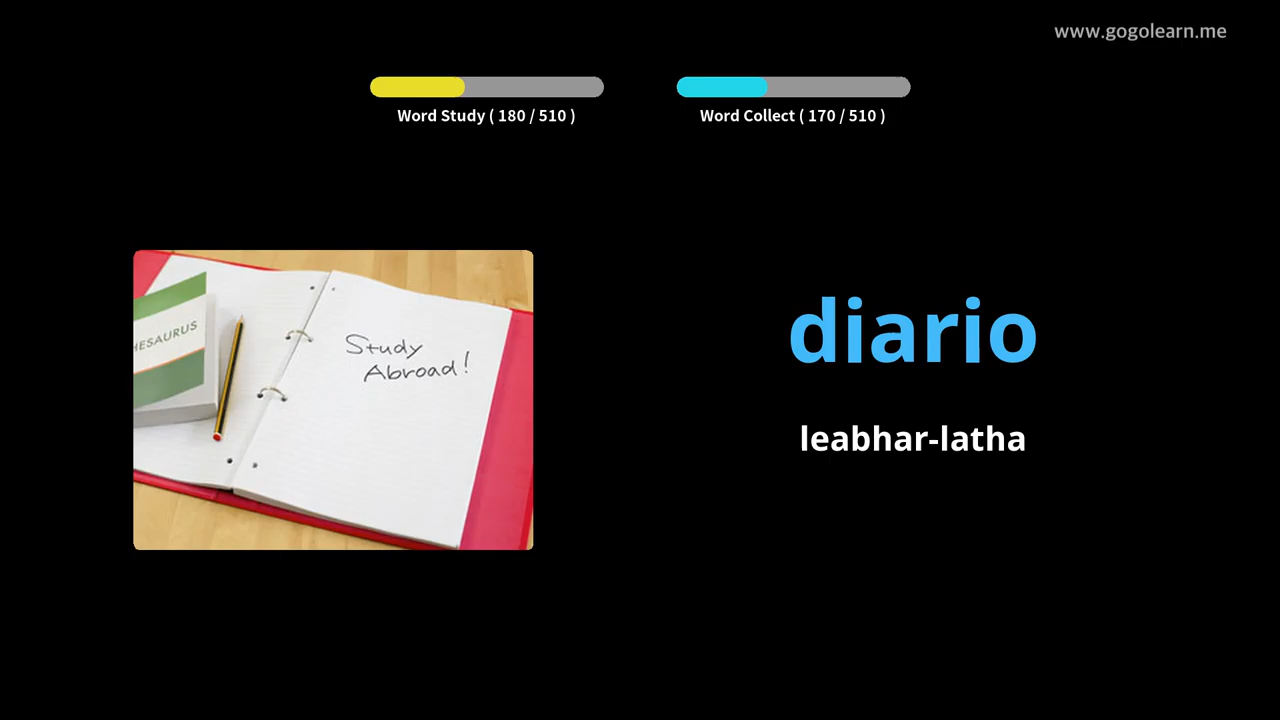 www.gogolearn.me
Word Study ( 180 / 510 )
Word Collect ( 170 / 510 )
HESAURUS
Study
Abroad!
diario
leabhar-latha